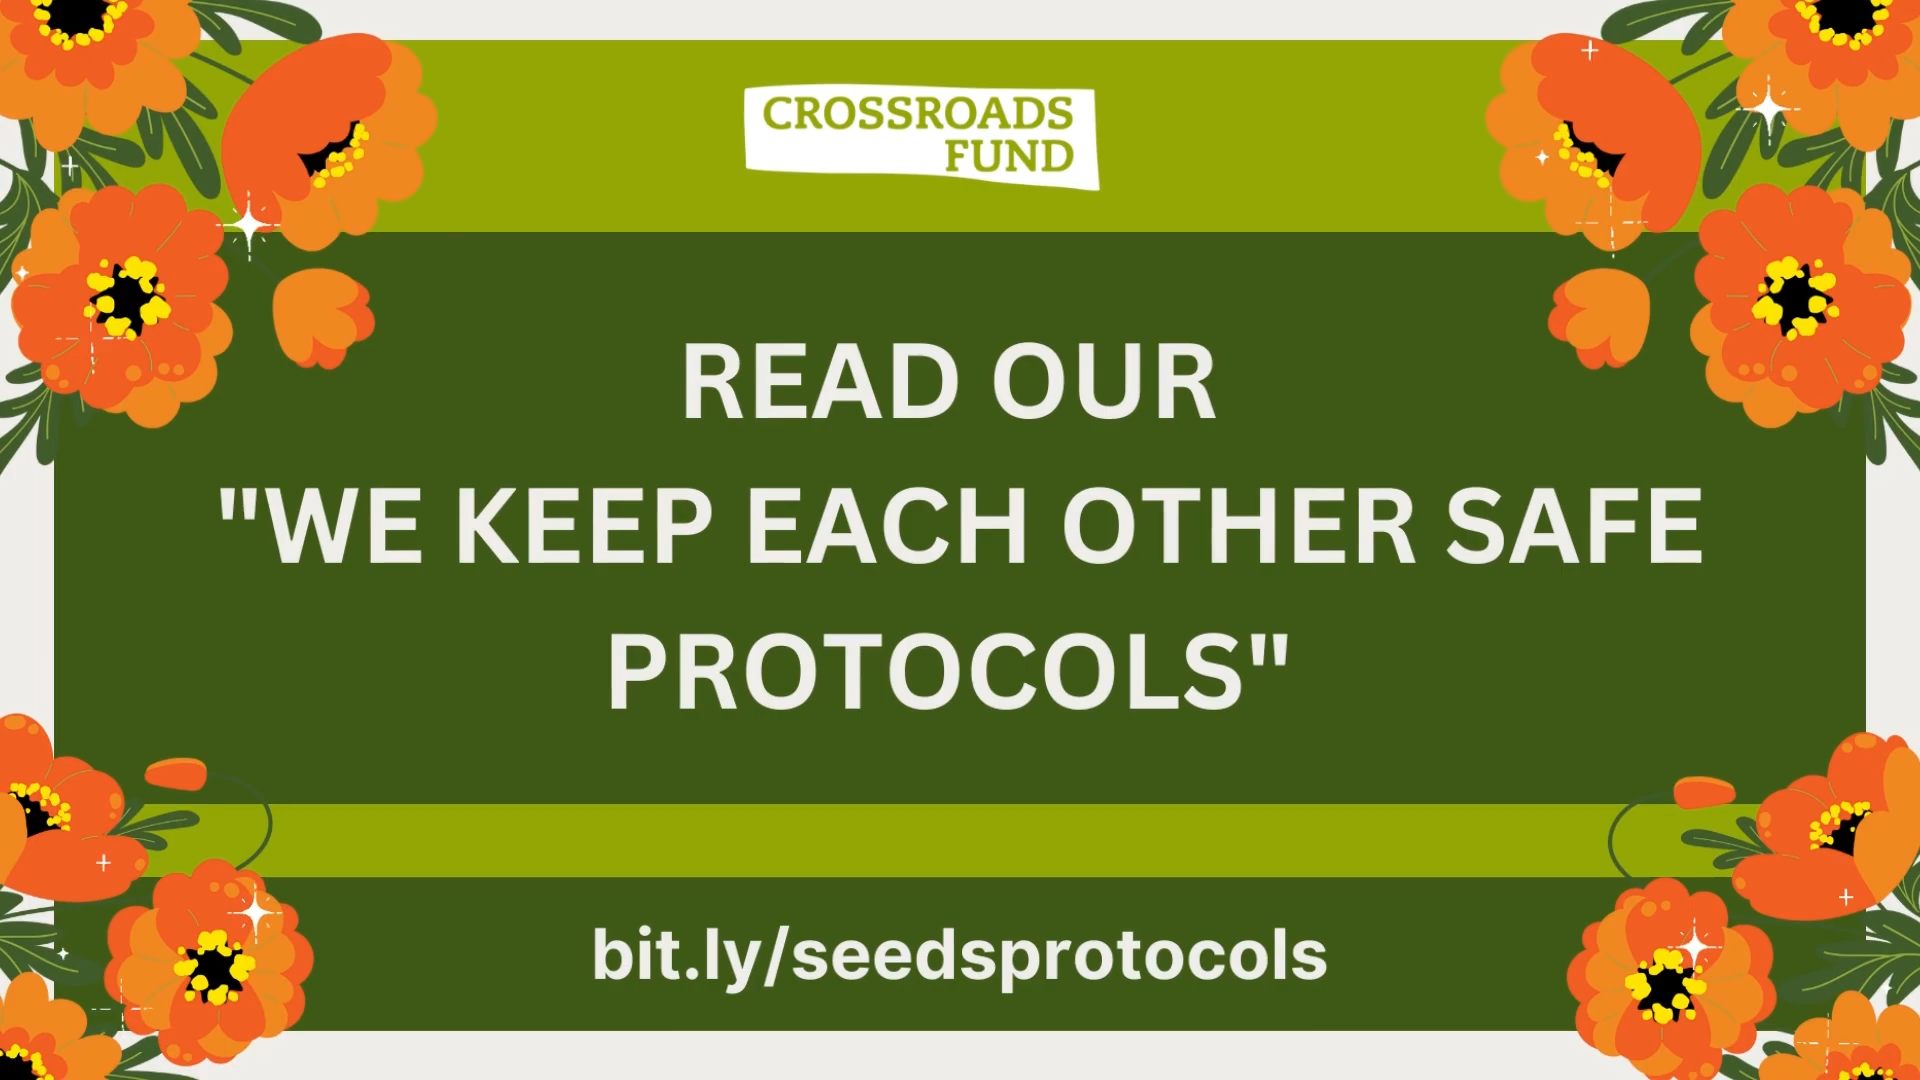 CROSSROADS
FUND
READ OUR
"WE KEEP EACH OTHER SAFE
PROTOCOLS"
bit.ly/seedsprotocols